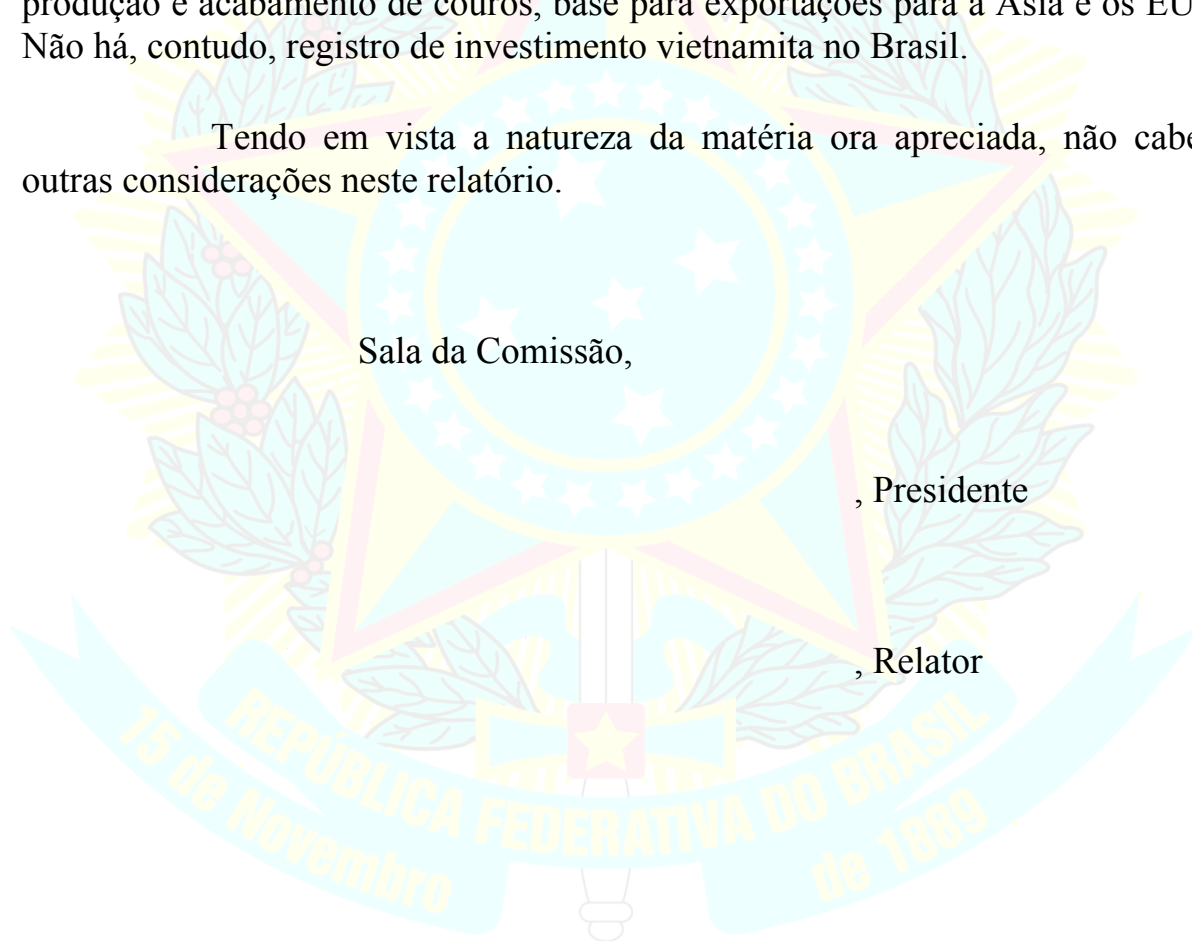 produção e acabamento de couros, base para exportações para a Ásia e os EU
Não há, contudo, registro de investimento vietnamita no Brasil.
Tendo em vista a natureza da matéria ora apreciada, não cabe
outras considerações neste relatório.
Sala da Comissão,
, Presidente
, Relator
REPÚBLICA FEDERATIVA DO BRASIL
15 de Novembro
de 1889